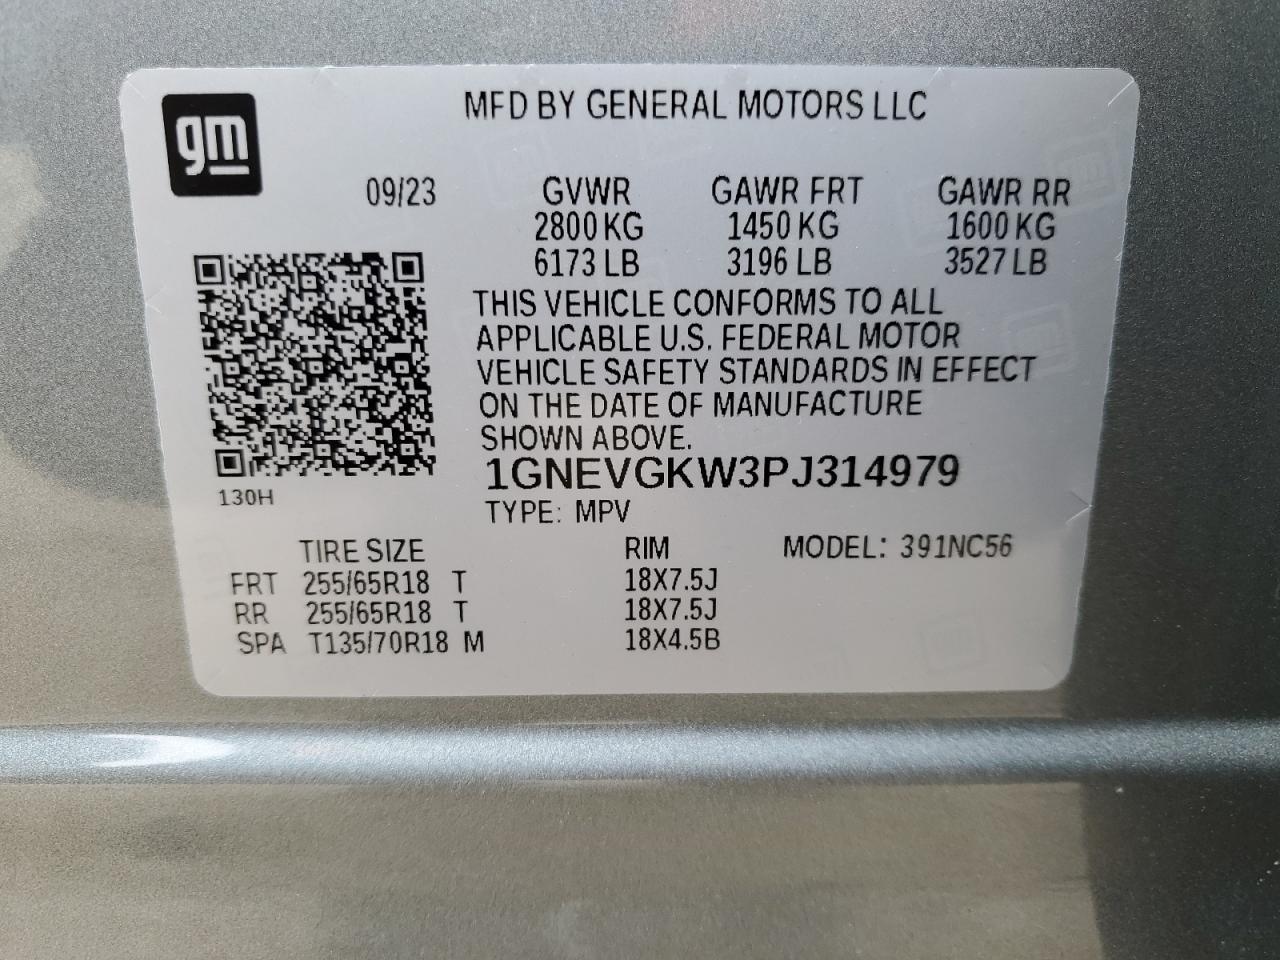 gm
MFD BY GENERAL MOTORS LLC
09/23 GVWR GAWR FRT GAWR RR
2800 KG 1450 KG 1600 KG
6173 LB 3196 LB 3527 LB
THIS VEHICLE CONFORMS TO ALL
APPLICABLE U.S. FEDERAL MOTOR
VEHICLE SAFETY STANDARDS IN EFFECT
ON THE DATE OF MANUFACTURE
SHOWN ABOVE.
1GNEVGKW3PJ314979
130H
TYPE: MPV
TIRE SIZE RIM MODEL: 391NC56
FRT 255/65R18 T 18X7.5J
RR 255/65R18 T 18X7.5J
SPA T135/70R18 M 18X4.5B